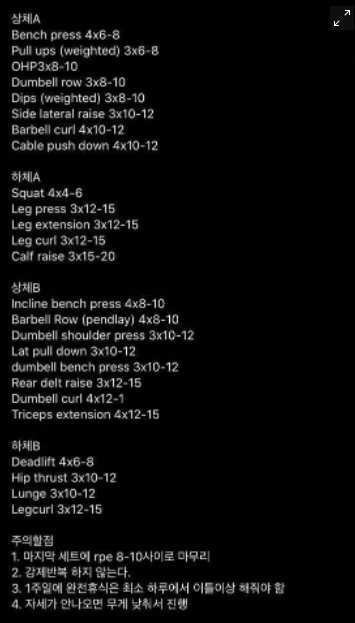 상체A
Bench press 4x6-8
Pull ups (weighted) 3x6-8
OHP3x8-10
Dumbell row 3x8-10
Dips (weighted) 3x8-10
Side lateral raise 3x10-12
Barbell curl 4x10-12
Cable push down 4x10-12
하체A
Squat 4x4-6
Leg press 3x12-15
Leg extension 3x12-15
Leg curl 3x12-15
Calf raise 3x15-20
상체B
Incline bench press 4x8-10
Barbell Row (pendlay) 4x8-10
Dumbell shoulder press 3x10-12
Lat pull down 3x10-12
dumbell bench press 3x10-12
Rear delt raise 3x12-15
Dumbell curl 4x12-1
Triceps extension 4x12-15
하체B
Deadlift 4x6-8
Hip thrust 3x10-12
Lunge 3x10-12
Legcurl 3x12-15
주의할점
1. 마지막 세트에 rpe 8-10사이로 마무리
2. 강제반복 하지 않는다.
3. 1주일에 완전휴식은 최소 하루에서 이틀이상 해줘야 함
4. 자세가 안나오면 무게 낮춰서 진행